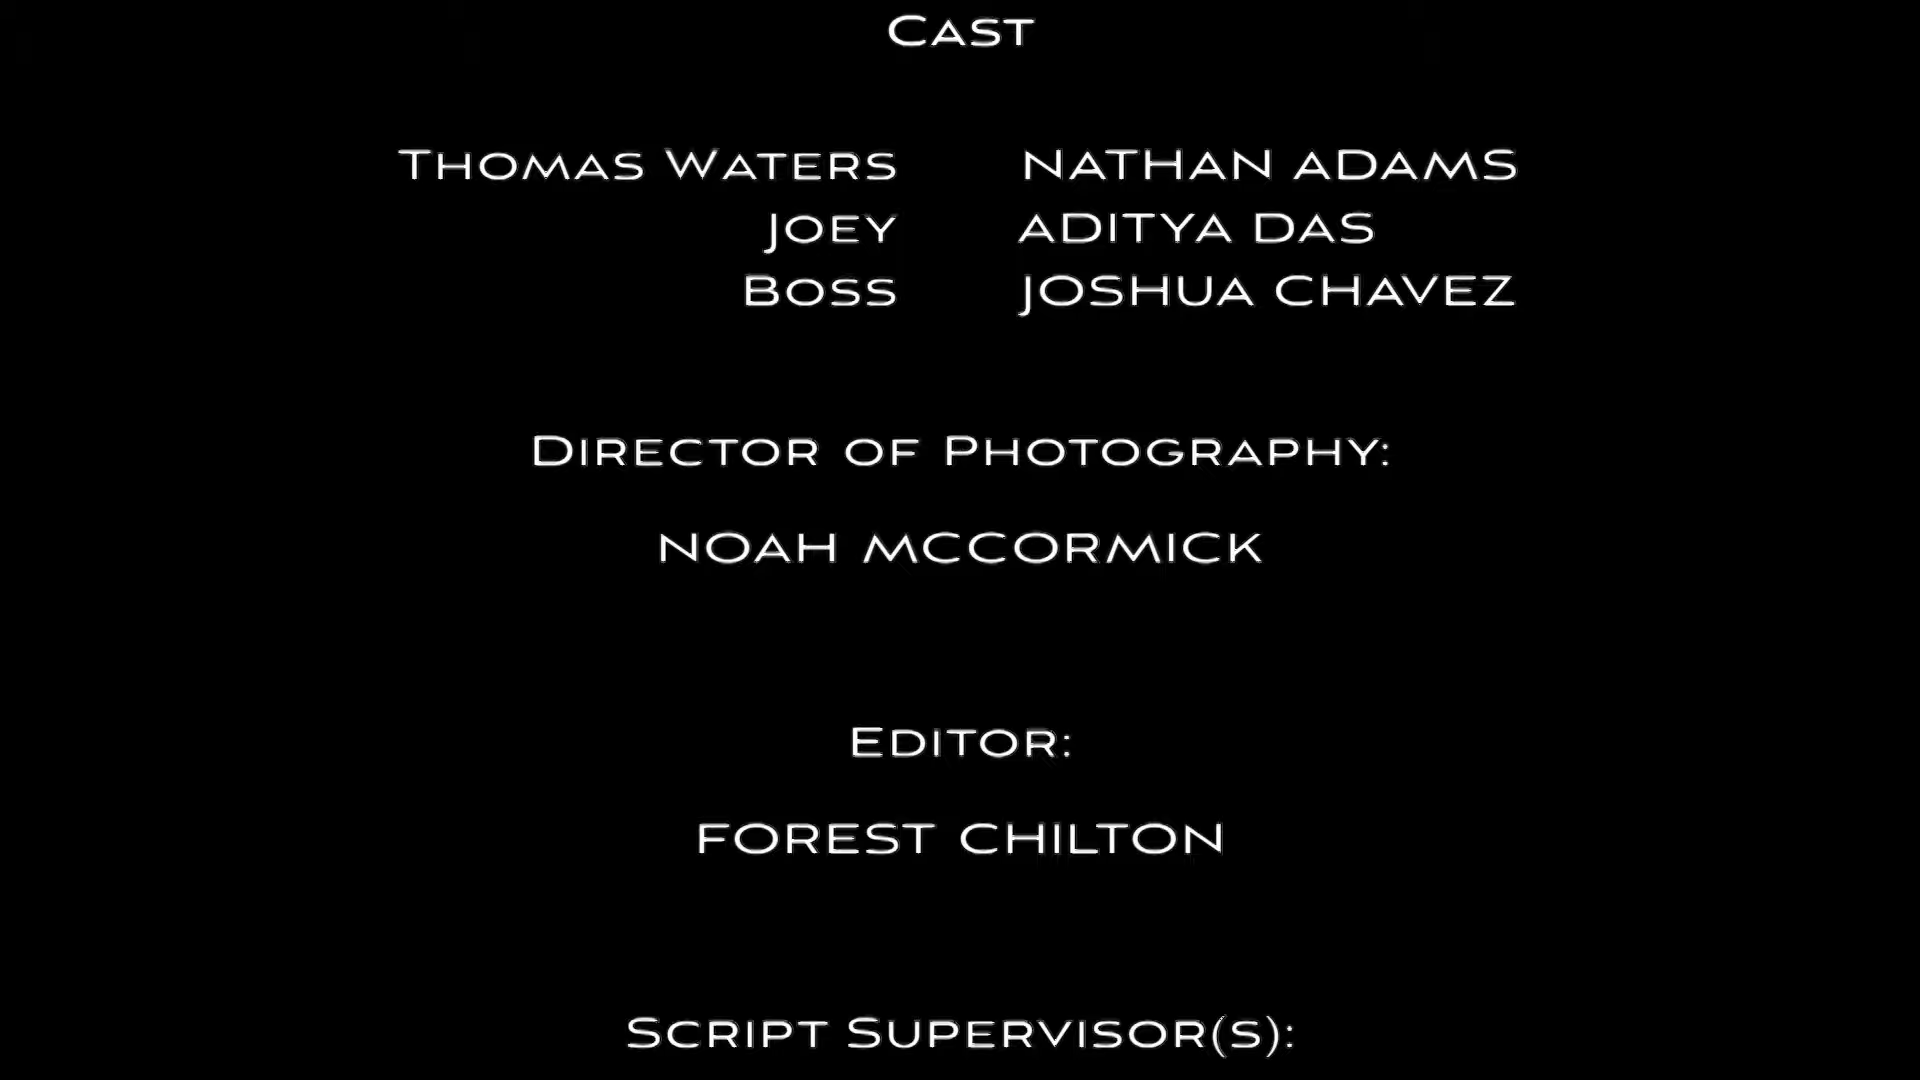 Cast
Thomas Waters NATHAN ADAMS
Joey ADITYA DAS
Boss JOSHUA CHAVEZ
Director of Photography:
NOAH MCCORMICK
Editor:
FOREST CHILTON
Script Supervisor(s):